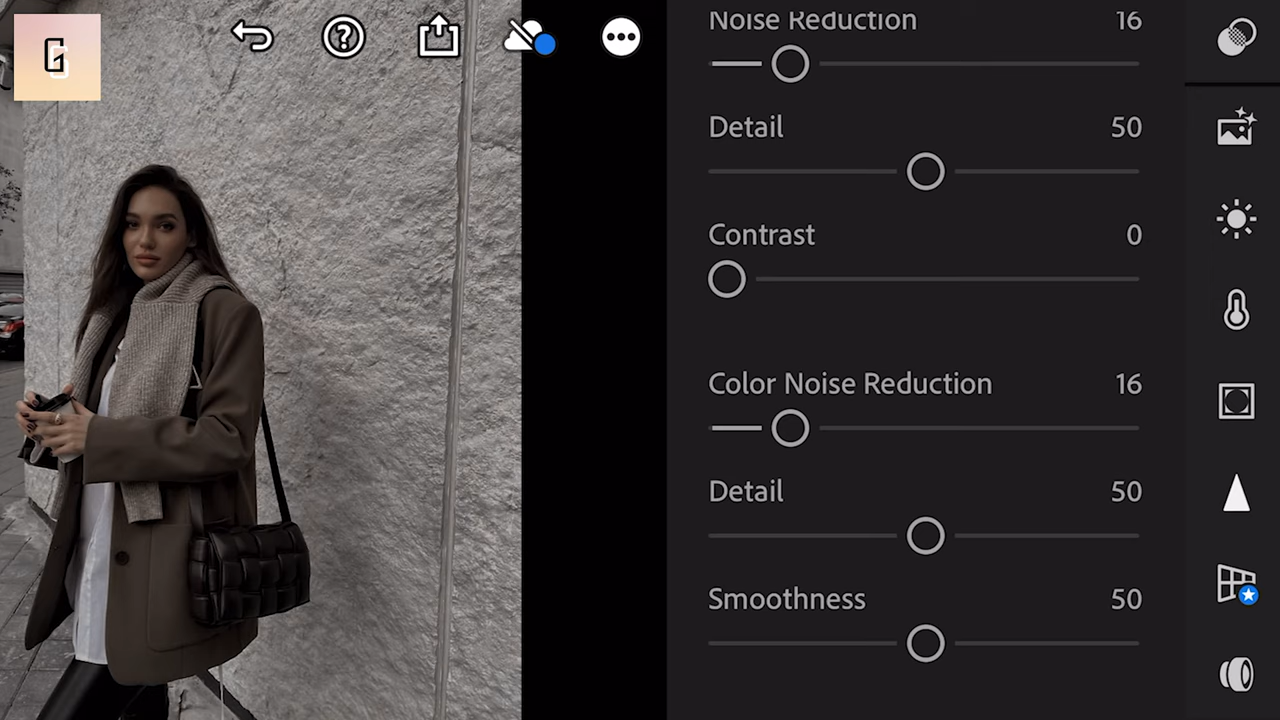 G
Noise Reduction 16
Detail 50
Contrast 0
Color Noise Reduction 16
Detail 50
Smoothness 50